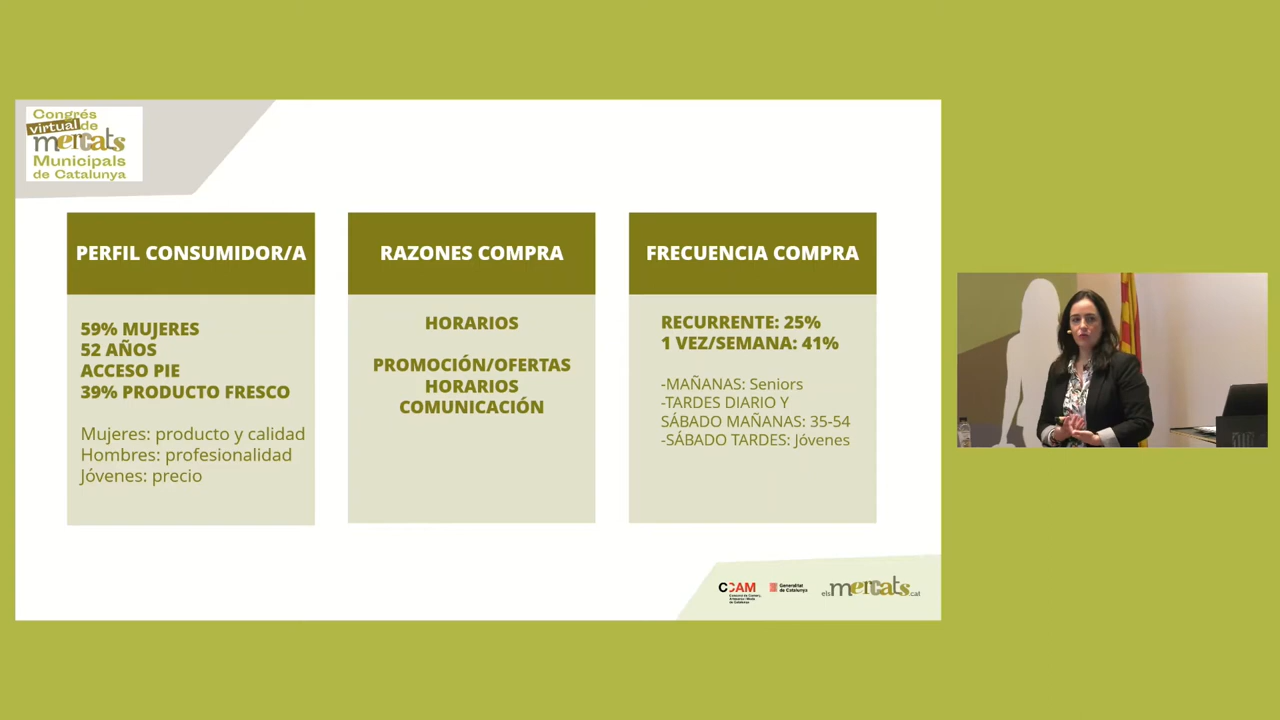 Congrés
virtual de
mercats
Municipals
de Catalunya
PERFIL CONSUMIDOR/A
59% MUJERES
52 AÑOS
ACCESO PIE
39% PRODUCTO FRESCO
Mujeres: producto y calidad
Hombres: profesionalidad
Jóvenes: precio
RAZONES COMPRA
HORARIOS
PROMOCIÓN/OFERTAS
HORARIOS
COMUNICACIÓN
FRECUENCIA COMPRA
RECURRENTE: 25%
1 VEZ/SEMANA: 41%
-MAÑANAS: Seniors
-TARDES DIARIO Y
SÁBADO MAÑANAS: 35-54
-SÁBADO TARDES: Jóvenes
CCAM
Generalitat
de Catalunya
elsmercats.cat